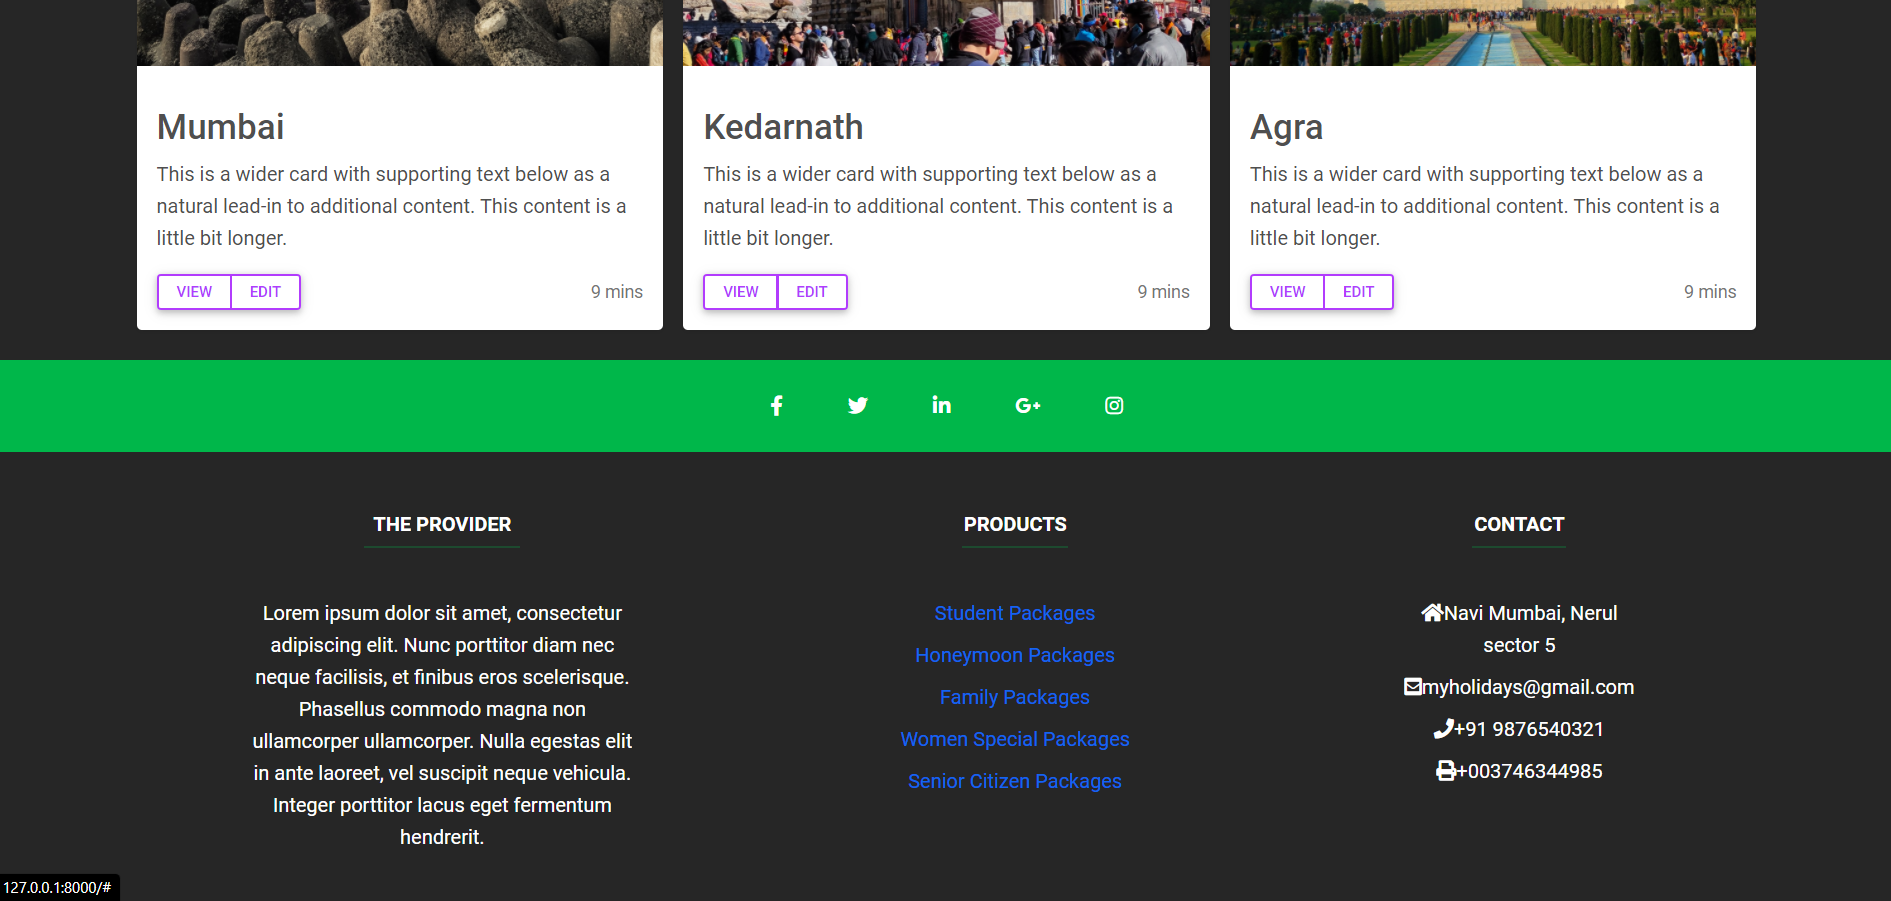 Mumbai
This is a wider card with supporting text below as a
natural lead-in to additional content. This content is a
little bit longer.
VIEW EDIT 9 mins
Kedarnath
This is a wider card with supporting text below as a
natural lead-in to additional content. This content is a
little bit longer.
VIEW EDIT 9 mins
Agra
This is a wider card with supporting text below as a
natural lead-in to additional content. This content is a
little bit longer.
VIEW EDIT 9 mins
THE PROVIDER
Lorem ipsum dolor sit amet, consectetur
adipiscing elit. Nunc porttitor diam nec
neque facilisis, et finibus eros scelerisque.
Phasellus commodo magna non
ullamcorper ullamcorper. Nulla egestas elit
in ante laoreet, vel suscipit neque vehicula.
Integer porttitor lacus eget fermentum
hendrerit.
PRODUCTS
Student Packages
Honeymoon Packages
Family Packages
Women Special Packages
Senior Citizen Packages
CONTACT
Navi Mumbai, Nerul
sector 5
myholidays@gmail.com
+91 9876540321
+003746344985
127.0.0.1:8000/#